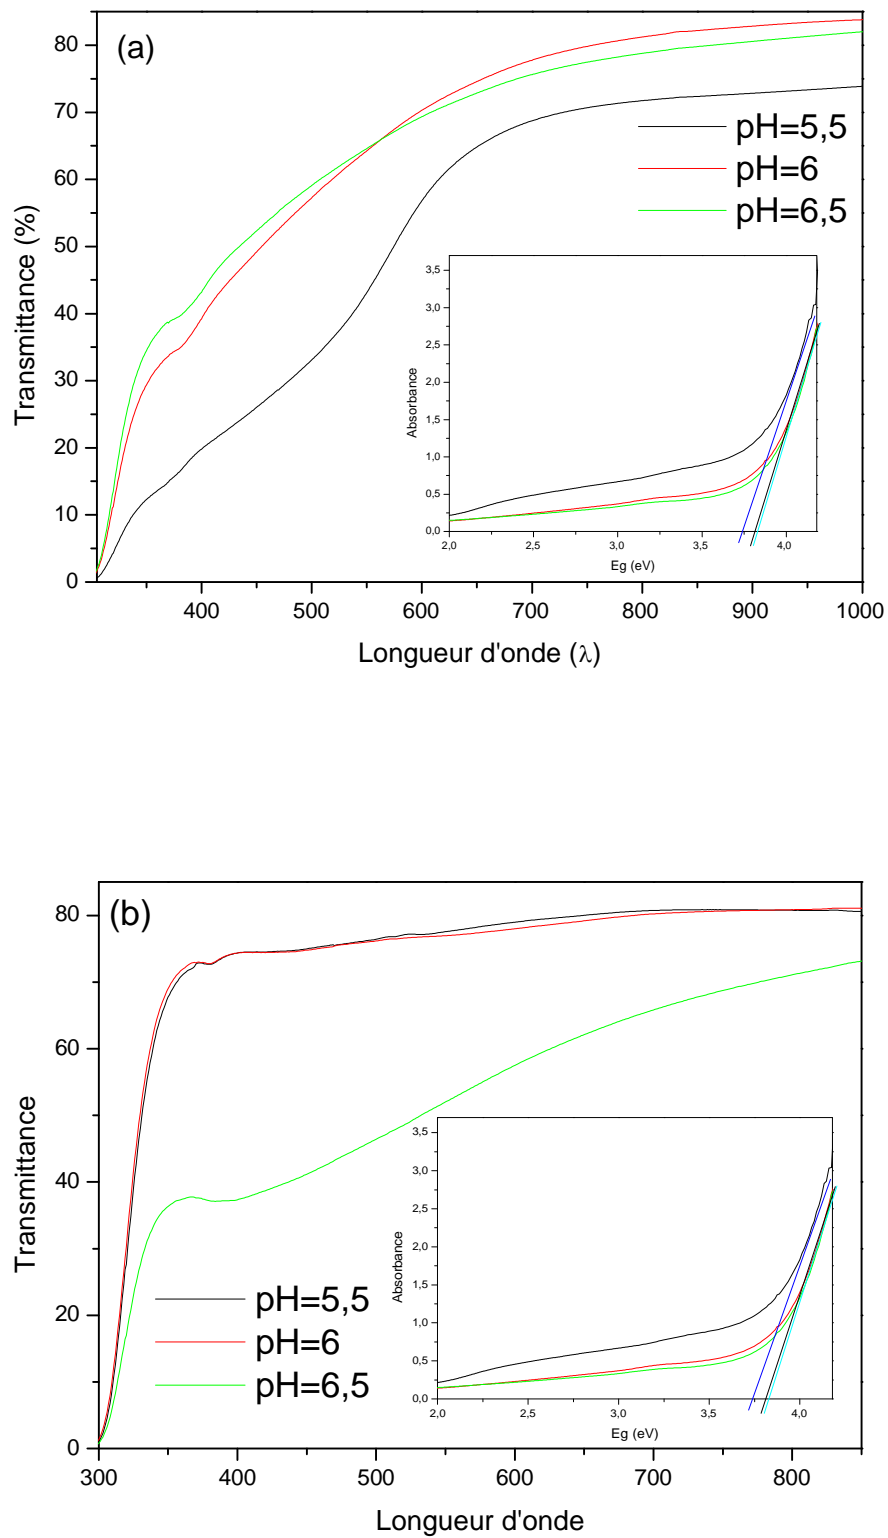 (a)
80
70
60
50
40
30
20
10
0
Transmittance (%)
400 500 600 700 800 900 1000
Longueur d'onde (λ)
pH=5,5
pH=6
pH=6,5
3,5
3,0
2,5
2,0
1,5
1,0
0,5
0,0
Absorbance
2,0 2,5 3,0 3,5 4,0
Eg (eV)
(b)
80
60
40
20
0
Transmittance
300 400 500 600 700 800
Longueur d'onde
pH=5,5
pH=6
pH=6,5
3,5
3,0
2,5
2,0
1,5
1,0
0,5
0,0
Absorbance
2,0 2,5 3,0 3,5 4,0
Eg (eV)